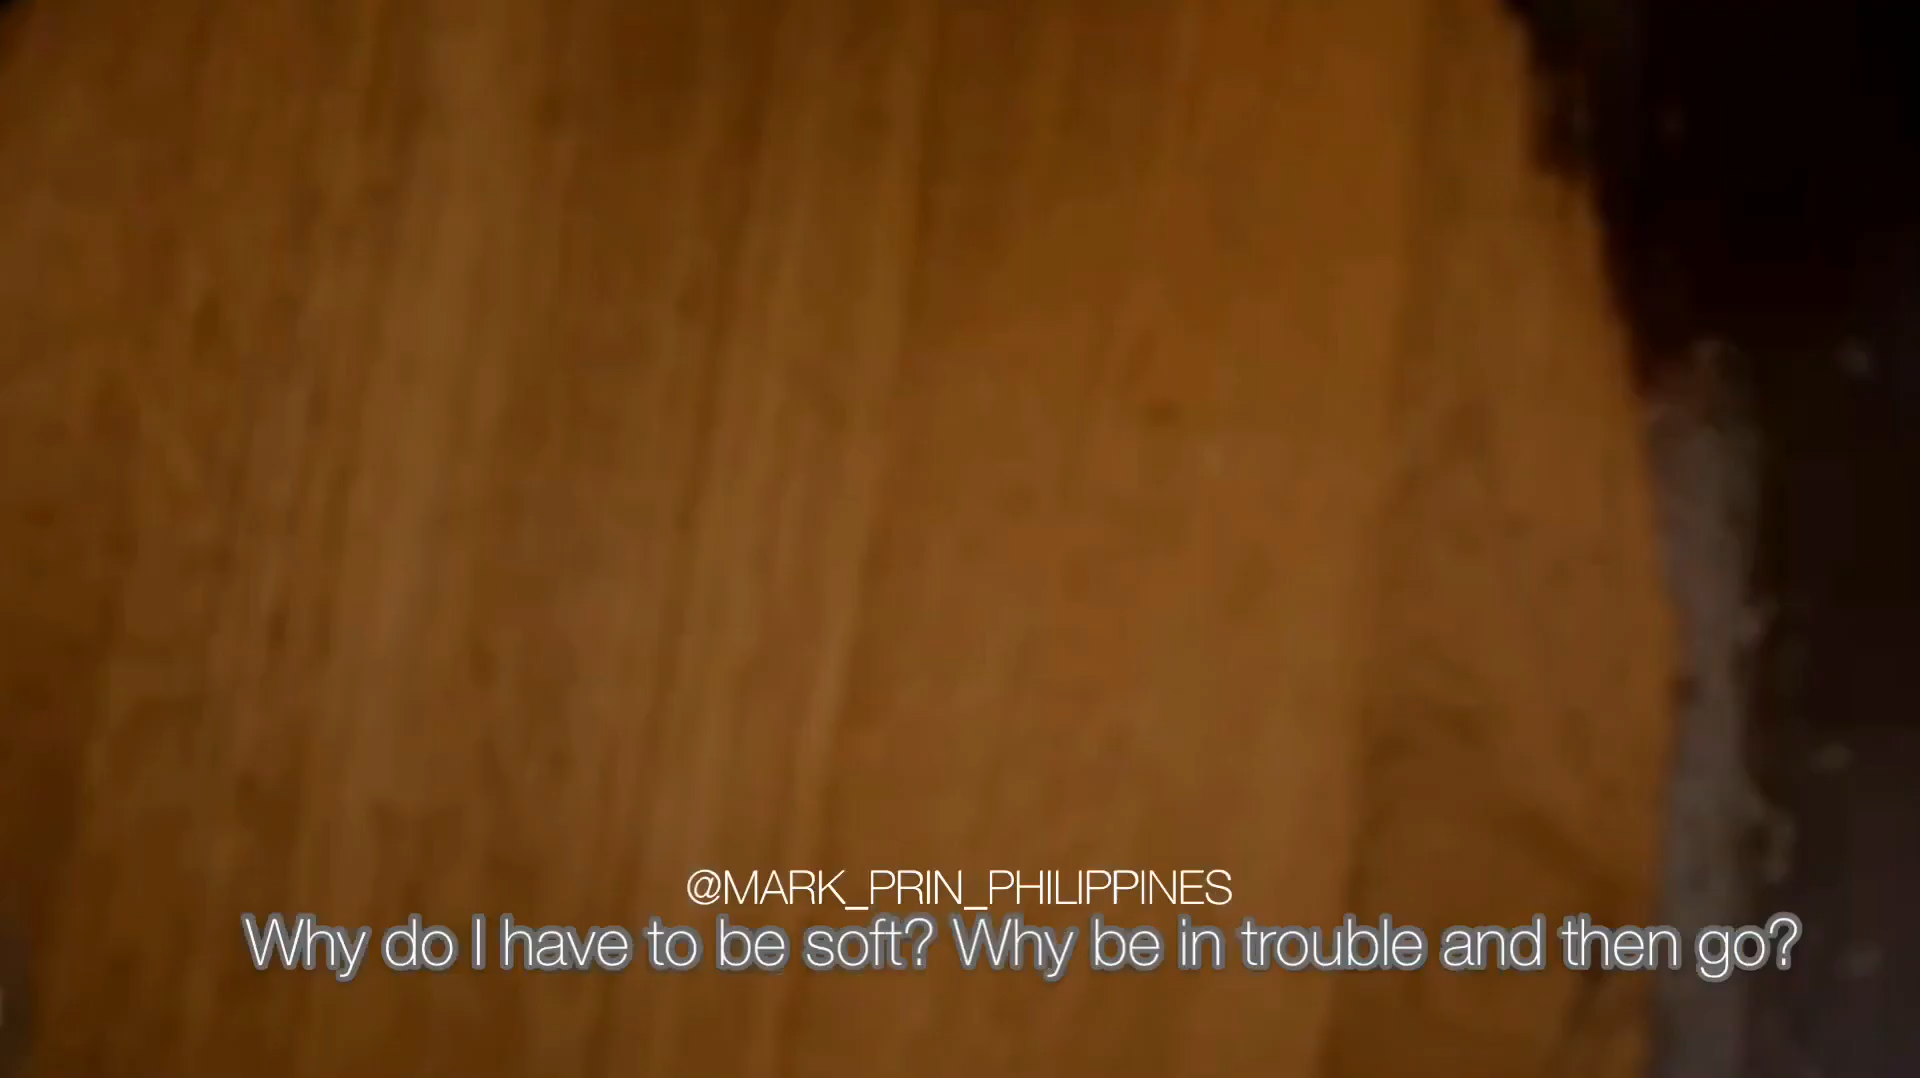 @MARK_PRIN_PHILIPPINES
Why do I have to be soft? Why be in trouble and then go?